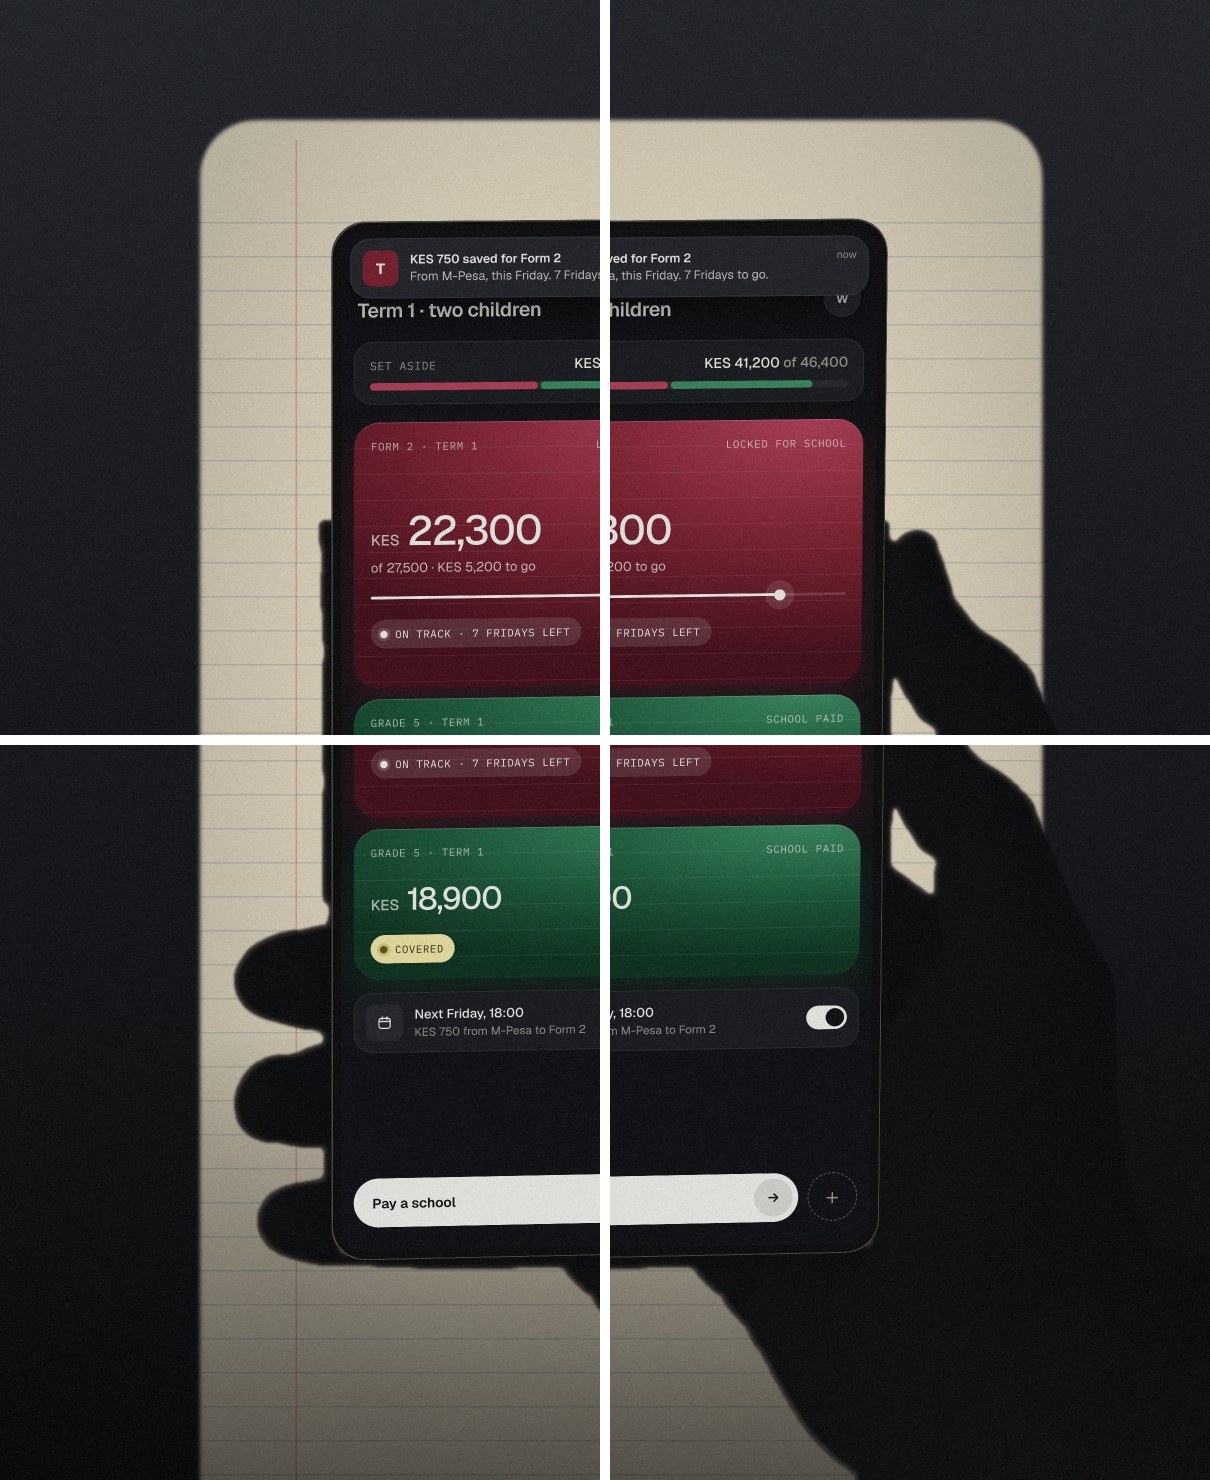 T
KES 750 saved for Form 2
now
From M-Pesa, this Friday. 7 Fridays to go.
Term 1 · two children
W
SET ASIDE
KES 41,200 of 46,400
FORM 2 · TERM 1
LOCKED FOR SCHOOL
KES 22,300
of 27,500 · KES 5,200 to go
ON TRACK · 7 FRIDAYS LEFT
GRADE 5 · TERM 1
SCHOOL PAID
KES 18,900
COVERED
Next Friday, 18:00
KES 750 from M-Pesa to Form 2
Pay a school